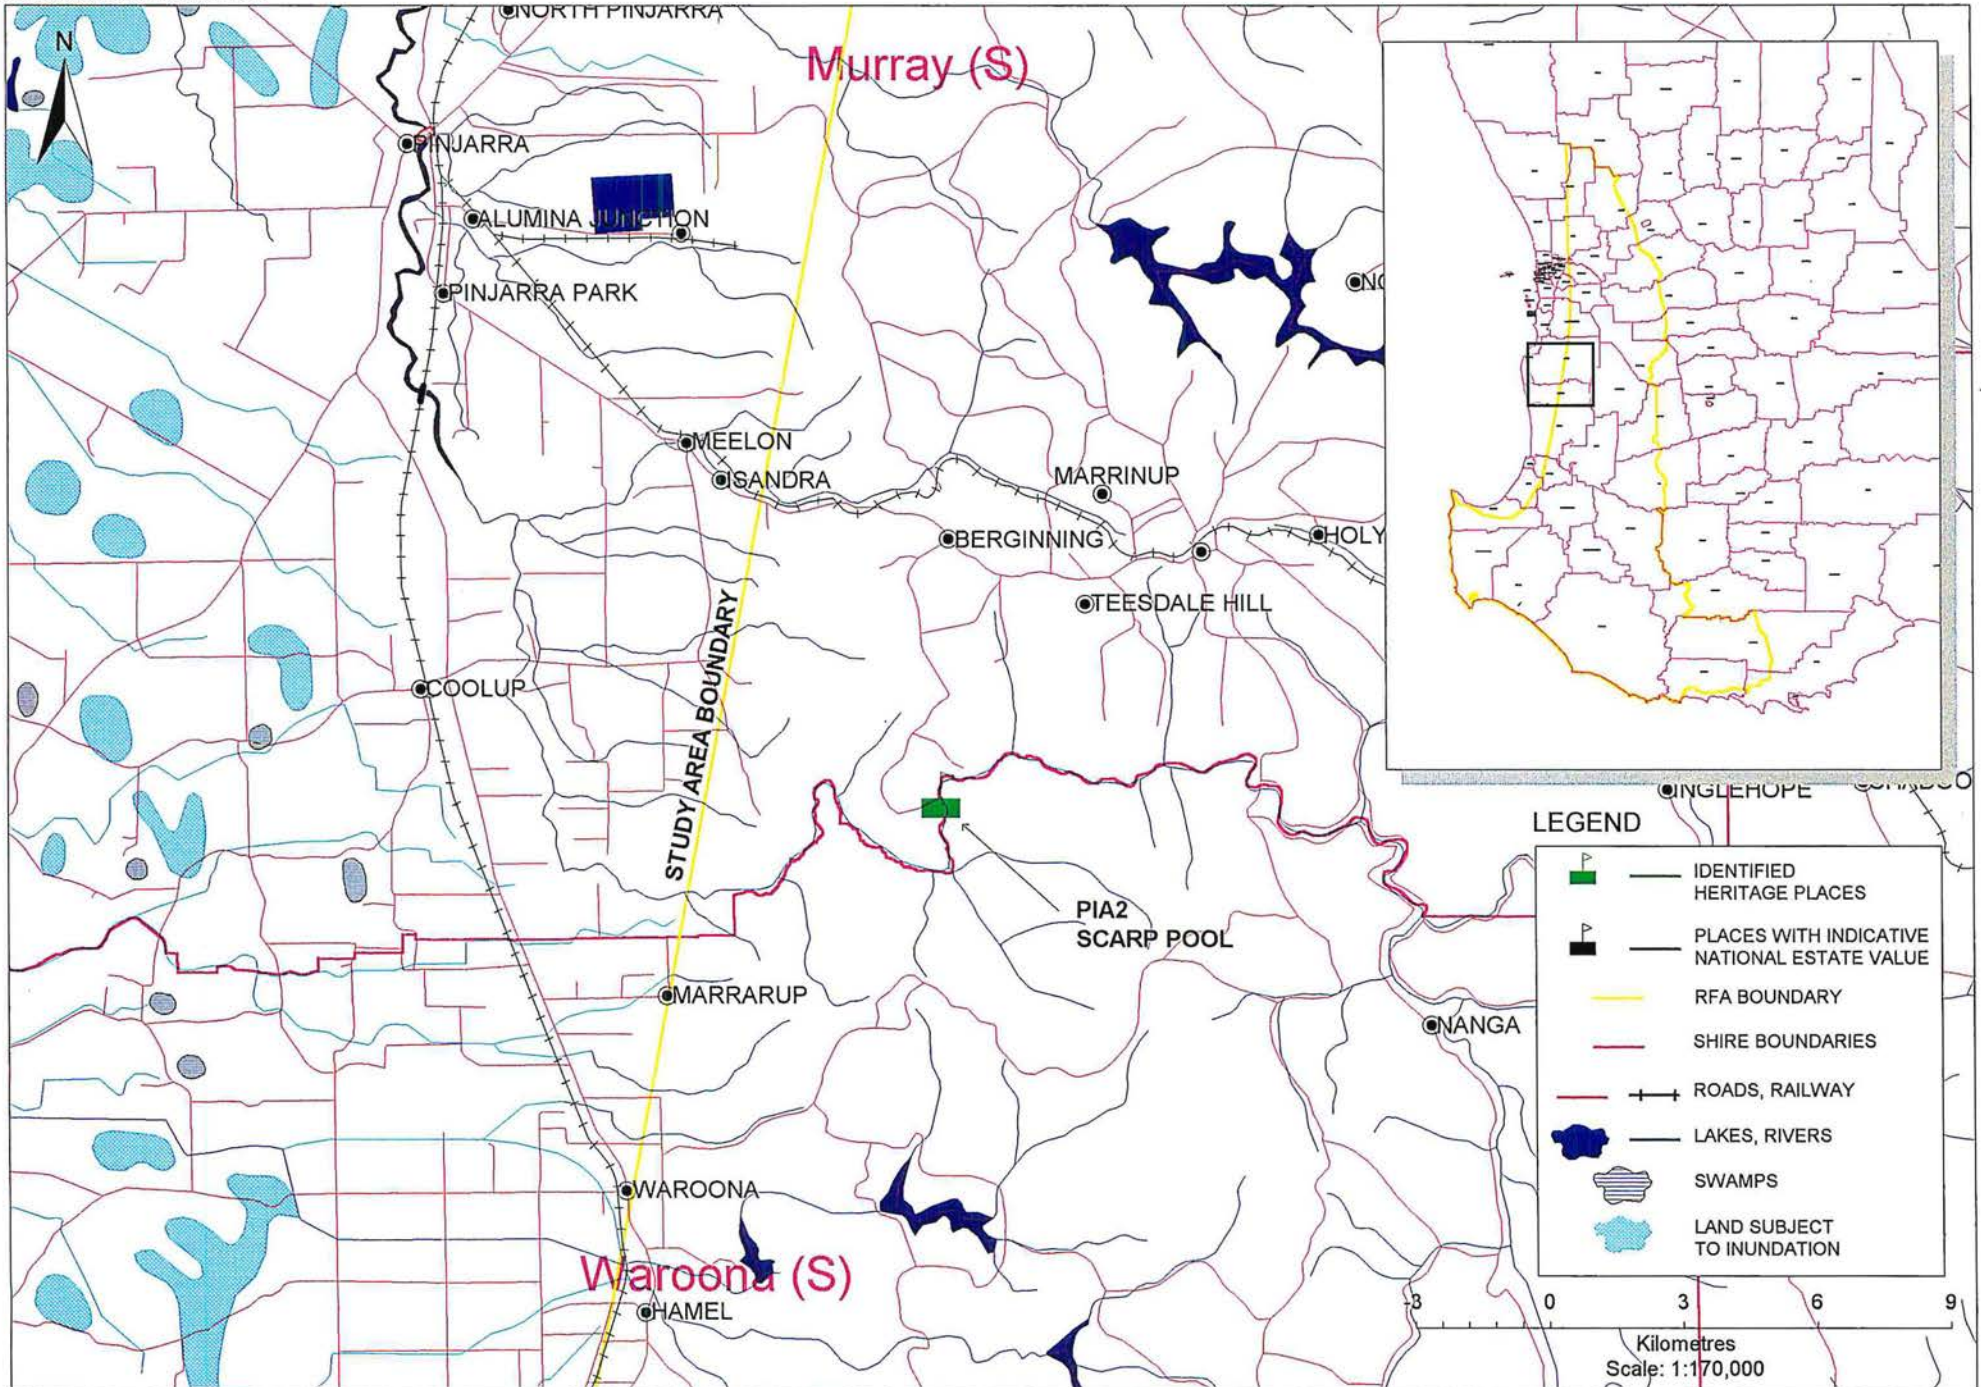 NORTH PINJARRA
Murray (S)
N
PINJARRA
ALUMINA JUNCTION
PINJARRA PARK
NO
MEELON
ISANDRA
MARRINUP
BERGINNING
HOLY
TEESDALE HILL
STUDY AREA BOUNDARY
COOLUP
INGLEHOPE
LEGEND
IDENTIFIED
HERITAGE PLACES
PLACES WITH INDICATIVE
NATIONAL ESTATE VALUE
RFA BOUNDARY
SHIRE BOUNDARIES
ROADS, RAILWAY
LAKES, RIVERS
SWAMPS
LAND SUBJECT
TO INUNDATION
PIA2
SCARP POOL
MARRARUP
NANGA
WAROONA
Waroona (S)
HAMEL
-3 0 3 6 9
Kilometres
Scale: 1:170,000